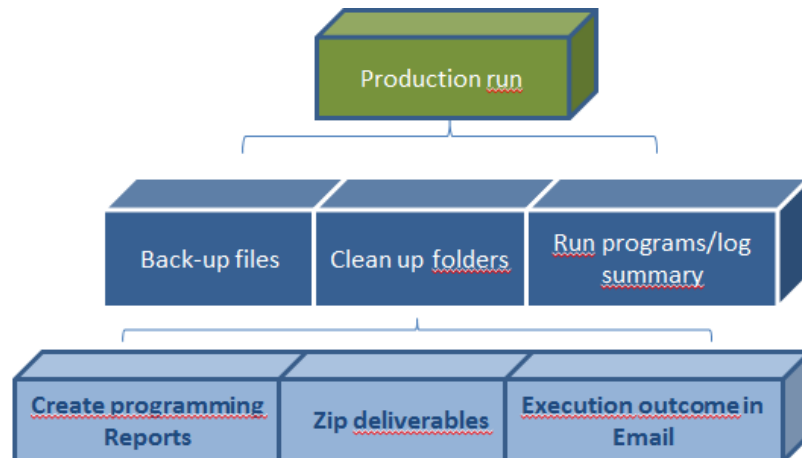 Production run
Back-up files
Clean up folders
Run programs/log
summary
Create programming
Reports
Zip deliverables
Execution outcome in
Email